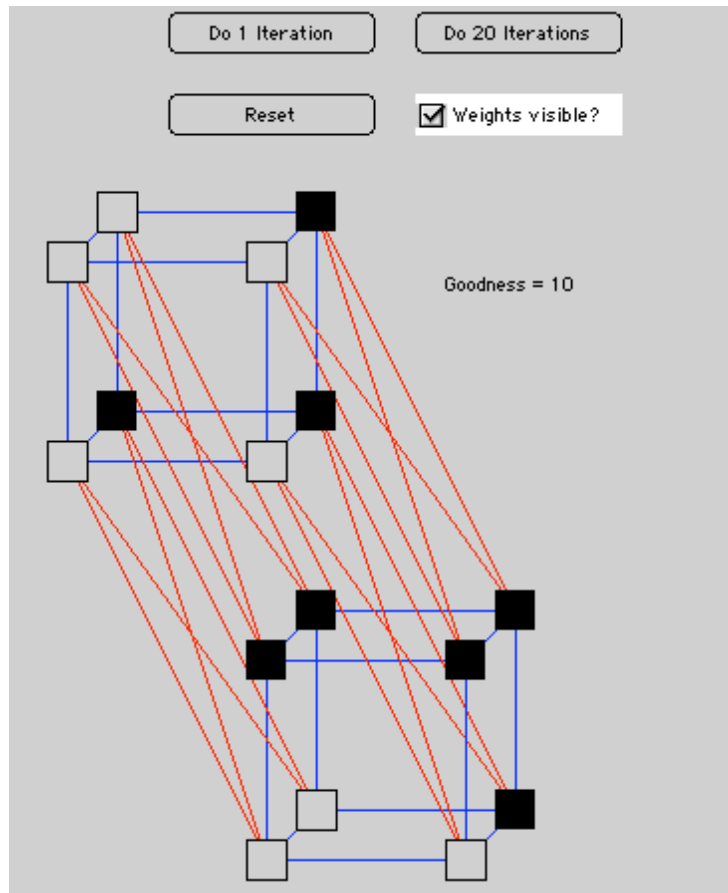 Do 1 Iteration
Do 20 Iterations
Reset
Weights visible?
Goodness = 10